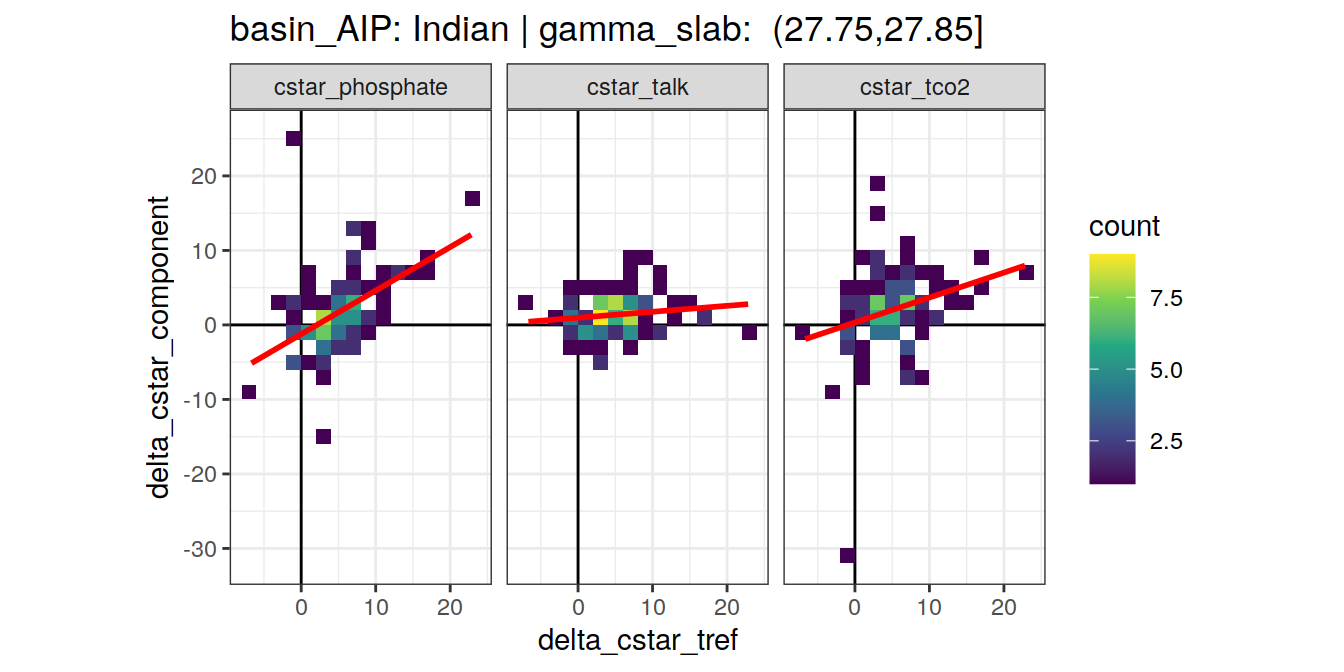 basin_AIP: Indian | gamma_slab:  (27.75,27.85]
cstar_phosphate cstar_talk cstar_tco2
delta_cstar_component
20
10
0
-10
-20
-30
0 10 20 0 10 20 0 10 20
delta_cstar_tref
count
7.5
5.0
2.5